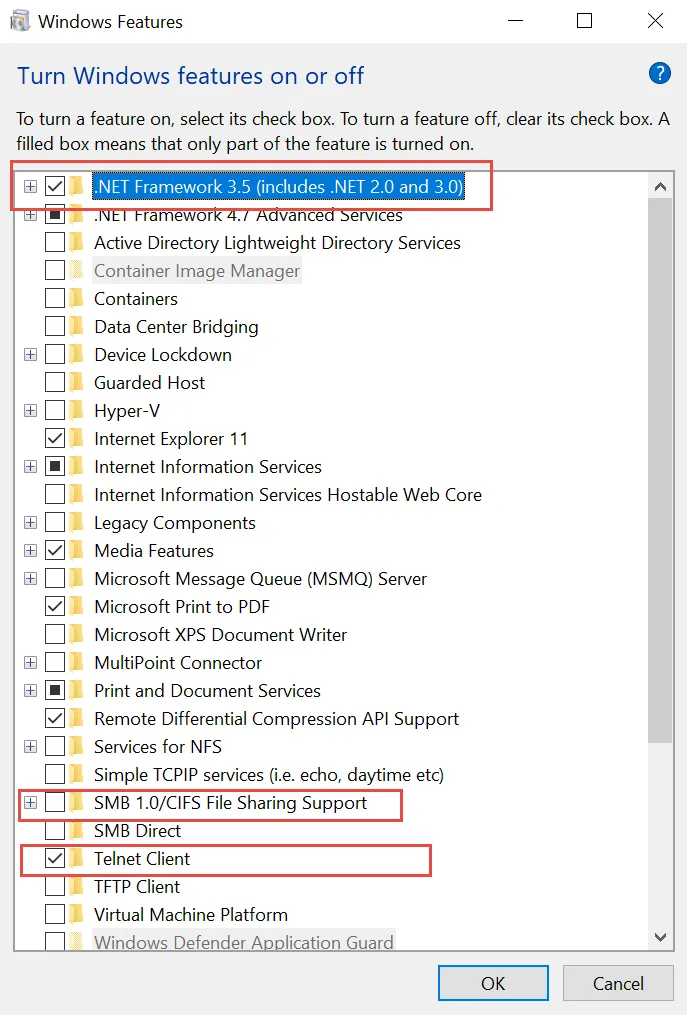 Windows Features
Turn Windows features on or off
?
To turn a feature on, select its check box. To turn a feature off, clear its check box. A
filled box means that only part of the feature is turned on.
.NET Framework 3.5 (includes .NET 2.0 and 3.0)
.NET Framework 4.7 Advanced Services
Active Directory Lightweight Directory Services
Container Image Manager
Containers
Data Center Bridging
Device Lockdown
Guarded Host
Hyper-V
Internet Explorer 11
Internet Information Services
Internet Information Services Hostable Web Core
Legacy Components
Media Features
Microsoft Message Queue (MSMQ) Server
Microsoft Print to PDF
Microsoft XPS Document Writer
MultiPoint Connector
Print and Document Services
Remote Differential Compression API Support
Services for NFS
Simple TCPIP services (i.e. echo, daytime etc)
SMB 1.0/CIFS File Sharing Support
SMB Direct
Telnet Client
TFTP Client
Virtual Machine Platform
Windows Defender Application Guard
OK
Cancel